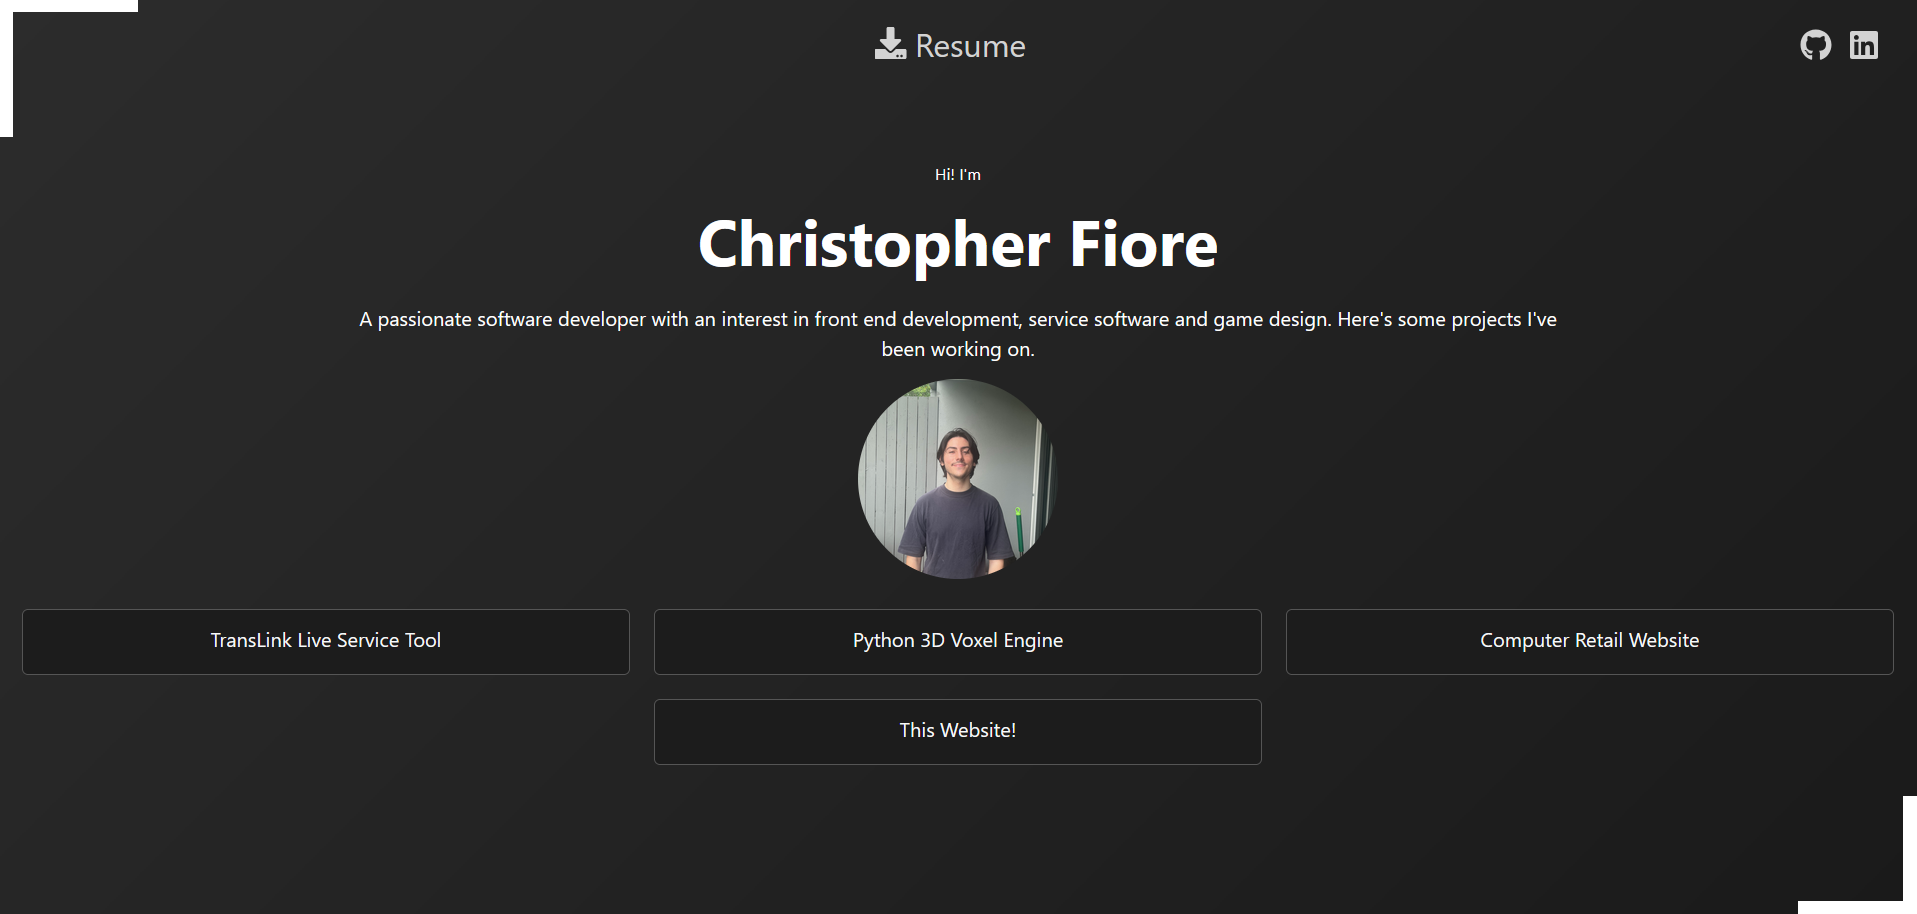 Resume
in
Hi! I'm
Christopher Fiore
A passionate software developer with an interest in front end development, service software and game design. Here's some projects I've
been working on.
TransLink Live Service Tool
Python 3D Voxel Engine
Computer Retail Website
This Website!